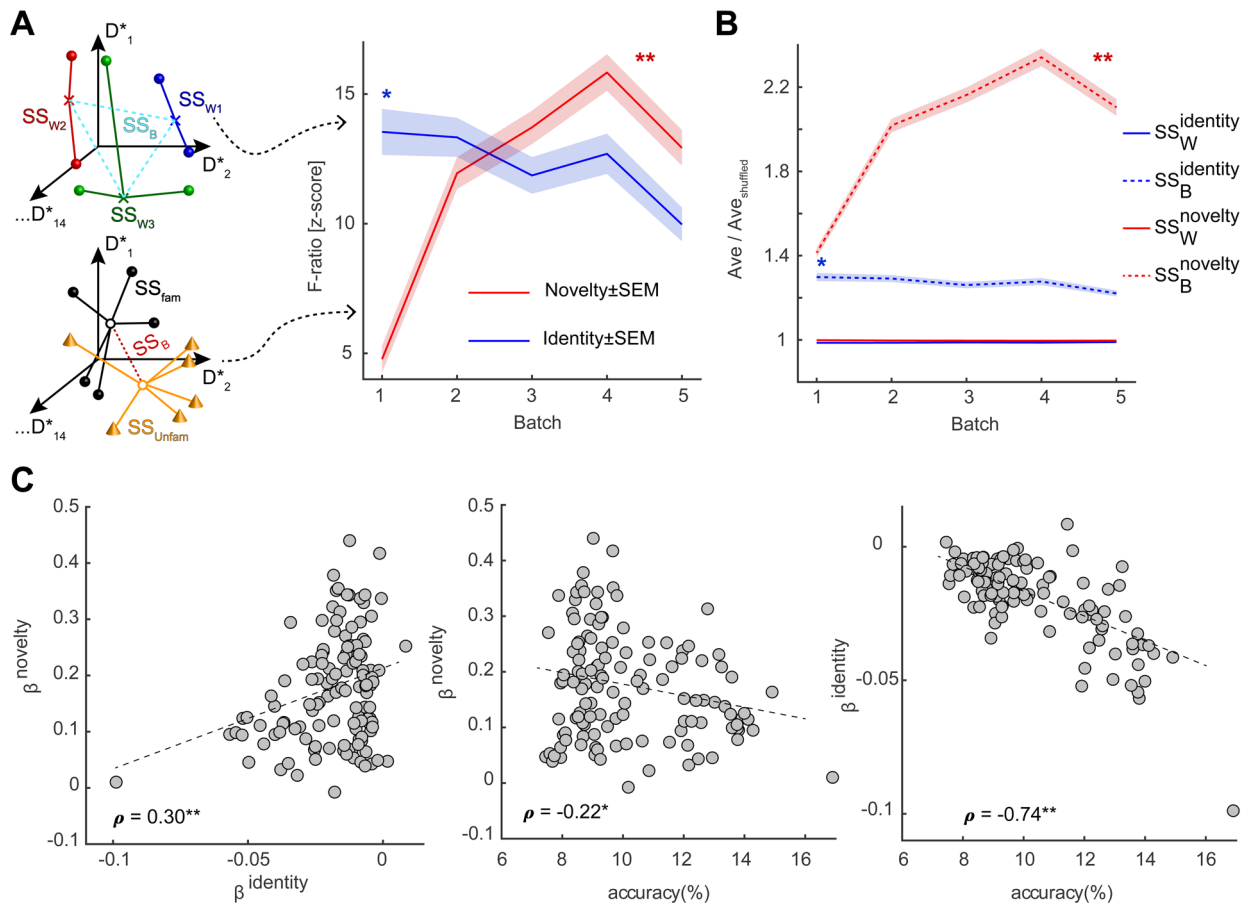 A
D*1
SSW1
SSW2
SSB
D*2
...D*14
SSW3
D*1
SSfam
SSB
D*2
...D*14
SSUnfam
F-ratio [z-score]
15
10
5
*
**
Novelty±SEM
Identity±SEM
1 2 3 4 5
Batch
B
Ave / Aveshuffled
2.2
1.8
1.4
1
**
*
1 2 3 4 5
Batch
SSWidentity
SSBidentity
SSWnovelty
SSBnovelty
C
βnovelty
0.5
0.4
0.3
0.2
0.1
0
-0.1
ρ = 0.30**
-0.1 -0.05 0
βidentity
βnovelty
0.5
0.4
0.3
0.2
0.1
0
-0.1
ρ = -0.22*
6 8 10 12 14 16
accuracy(%)
βidentity
0
-0.05
-0.1
ρ = -0.74**
6 8 10 12 14 16
accuracy(%)